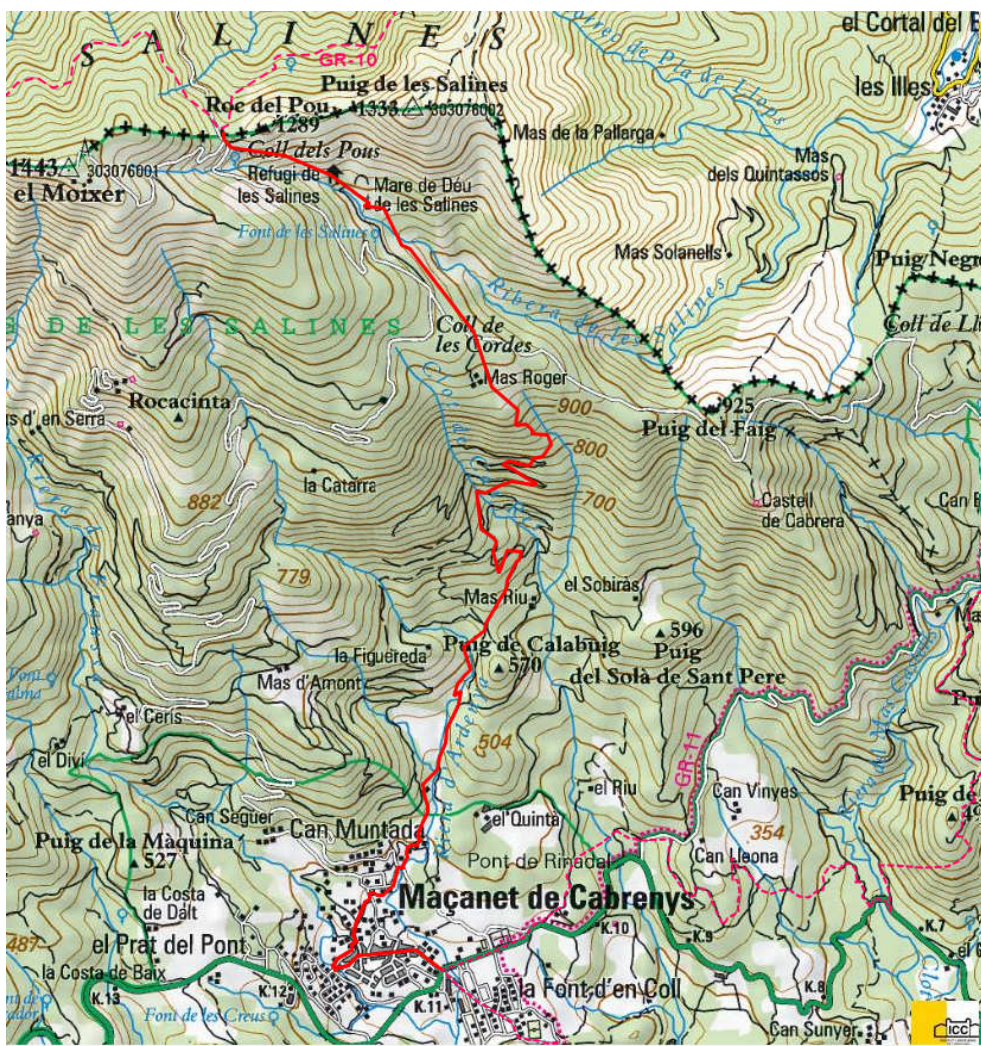 S A L I N E S
el Cortal del
GR-10
Puig de les Salines
1333
303076002
les Illes
Roc del Pou
1289
Mas de la Pallarga
Coll dels Pous
1443
303076001
el Moixer
Refugi de
les Salines
Mare de Déu
de les Salines
Mas
dels Quintassos
Font de les Salines
Mas Solanells
Ribera de les Salines
DE LES SALINES
Coll de
les Cordes
Mas Roger
Rocacinta
900
925
Puig del Faig
800
la Catarra
882
700
Castell
de Cabrera
779
el Sobiràs
Mas Riu
596
Puig
del Solà de Sant Pere
Puig de Calabuig
570
la Figuereda
Mas d'Amont
el Ceris
504
GR-11
el Diví
el Riu
Can Vinyes
Can Seguer
Can Muntada
el Quintà
354
Puig de la Màquina
527
Pont de Rinadal
Can Lleona
la Costa
de Dalt
Maçanet de Cabrenys
K.10
K.9
K.7
487
el Prat del Pont
la Costa de Baix
K.13
K.12
K.11
la Font d'en Coll
K.8
Font de les Creus
Can Sunyer
icc